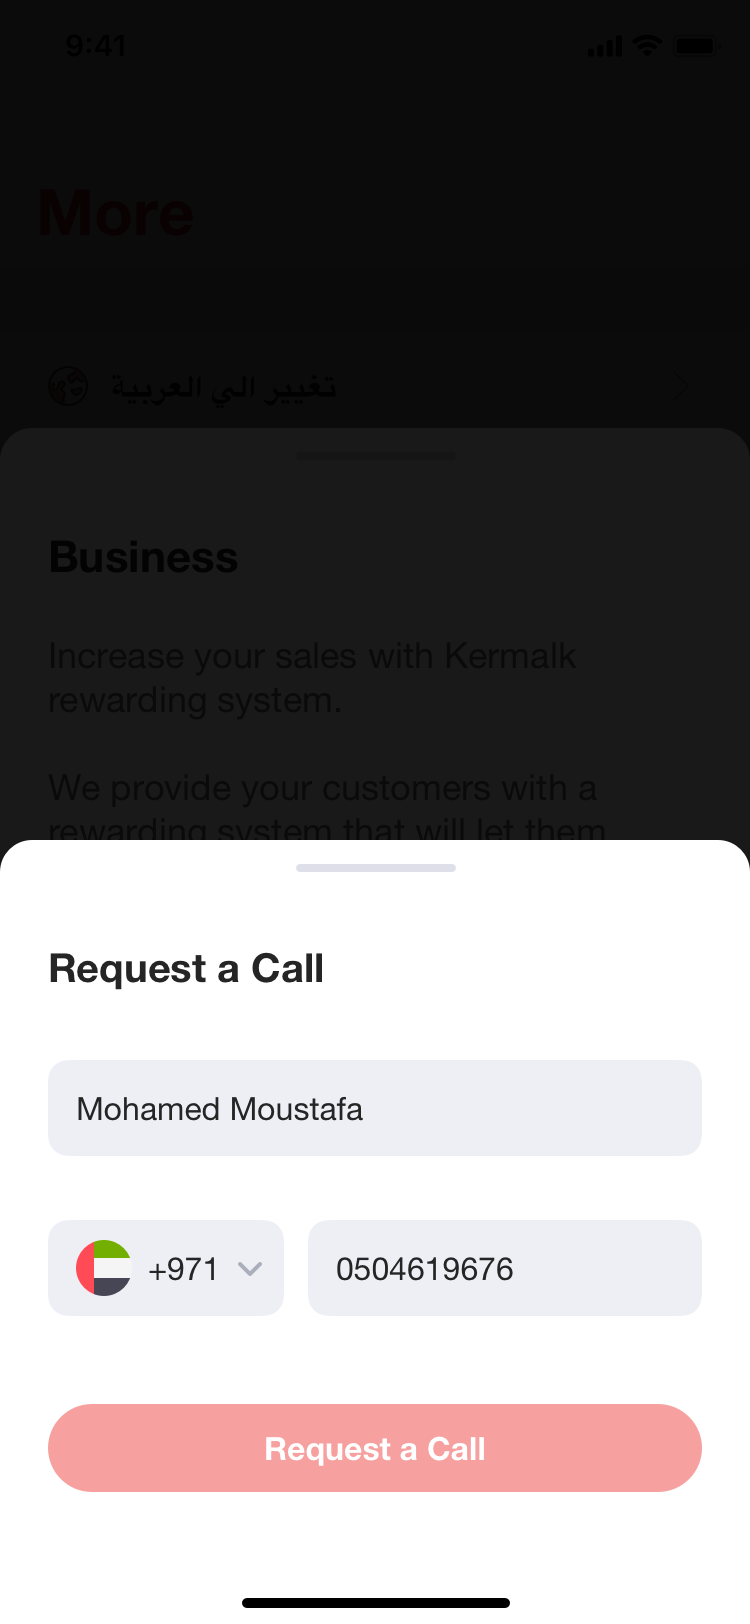 9:41
More
تغيير الي العربية
Business
Increase your sales with Kermalk
rewarding system.
We provide your customers with a
rewarding system that will let them
Request a Call
Mohamed Moustafa
+971
0504619676
Request a Call